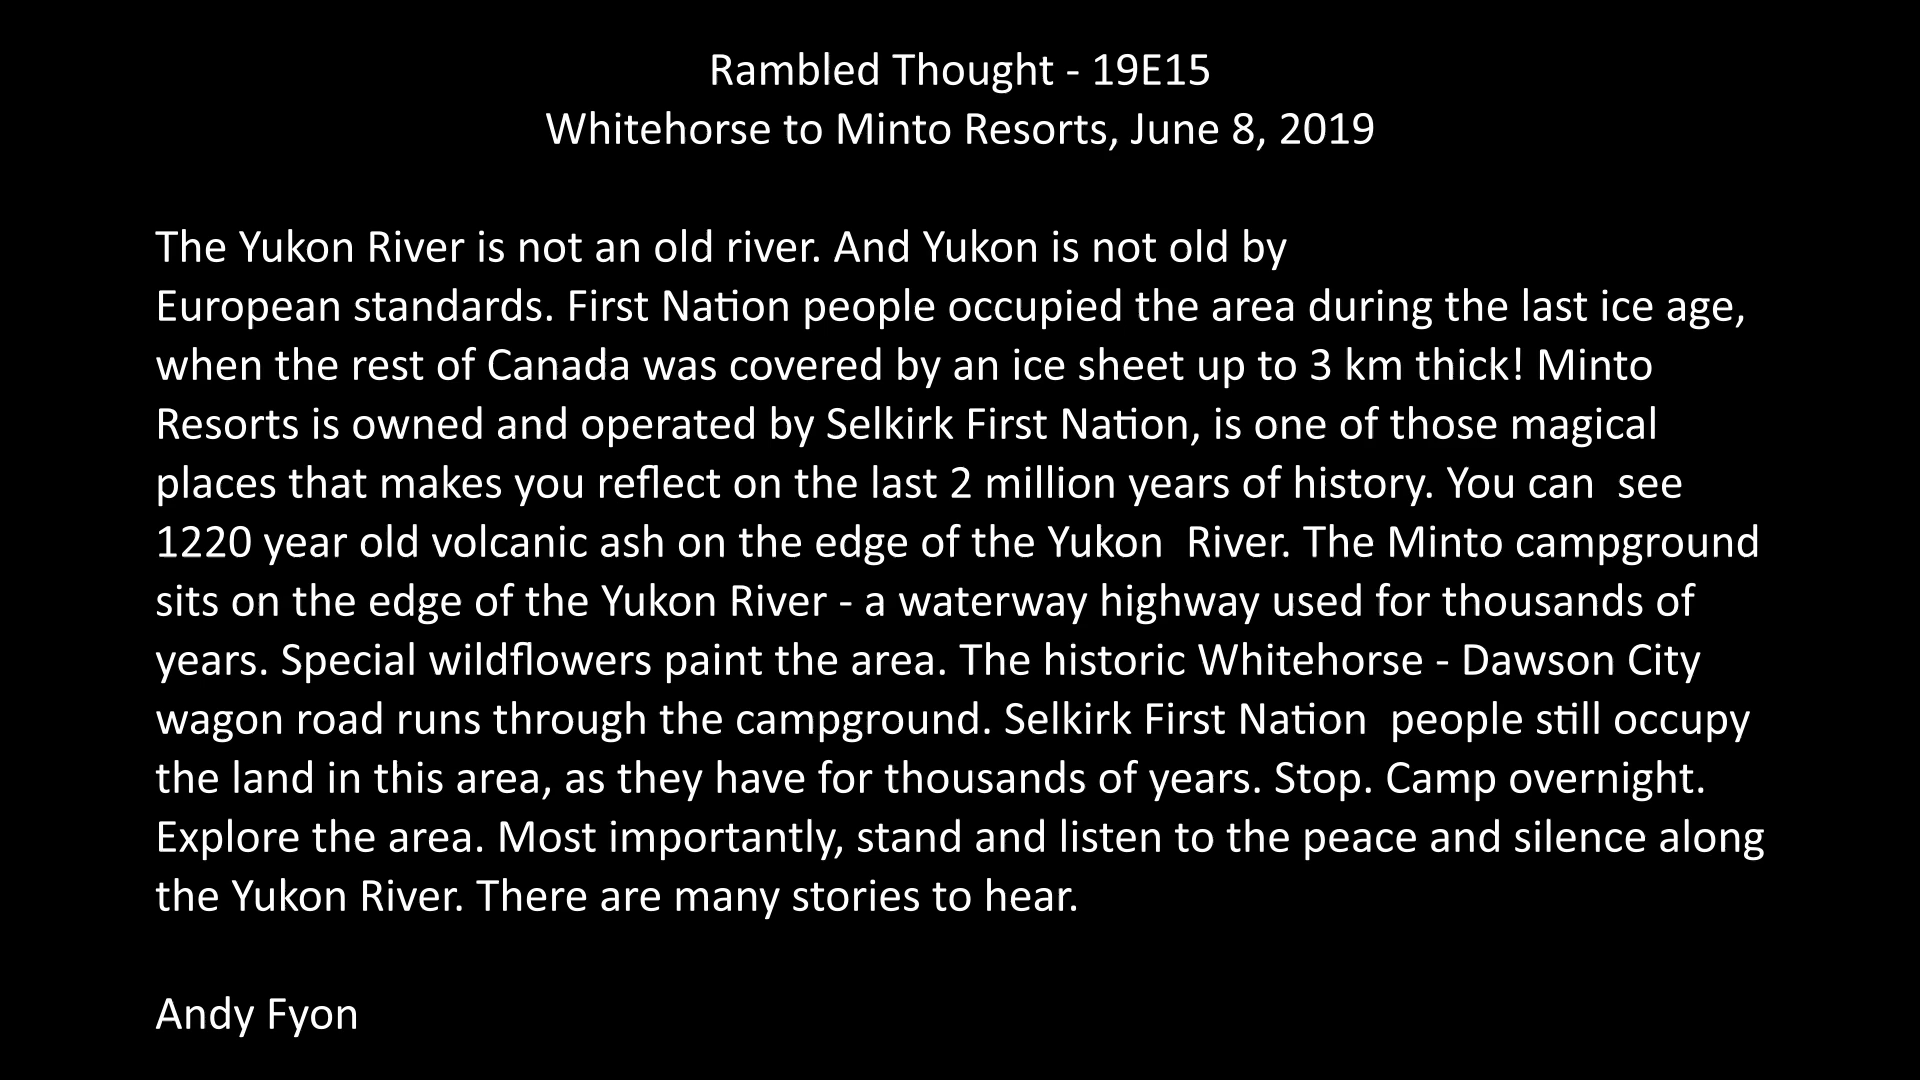 Rambled Thought - 19E15
Whitehorse to Minto Resorts, June 8, 2019
The Yukon River is not an old river. And Yukon is not old by
European standards. First Nation people occupied the area during the last ice age,
when the rest of Canada was covered by an ice sheet up to 3 km thick! Minto
Resorts is owned and operated by Selkirk First Nation, is one of those magical
places that makes you reflect on the last 2 million years of history. You can  see
1220 year old volcanic ash on the edge of the Yukon  River. The Minto campground
sits on the edge of the Yukon River - a waterway highway used for thousands of
years. Special wildflowers paint the area. The historic Whitehorse - Dawson City
wagon road runs through the campground. Selkirk First Nation  people still occupy
the land in this area, as they have for thousands of years. Stop. Camp overnight.
Explore the area. Most importantly, stand and listen to the peace and silence along
the Yukon River. There are many stories to hear.
Andy Fyon